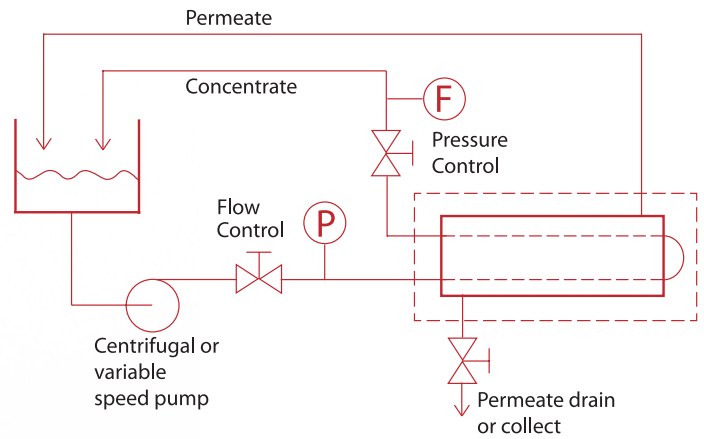 Permeate
Concentrate
F
Pressure
Control
Flow
Control
P
Centrifugal or
variable
speed pump
Permeate drain
or collect